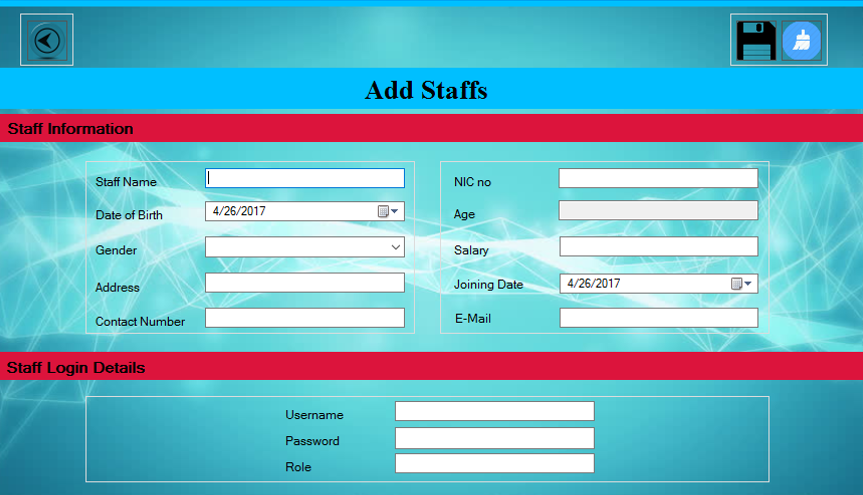 Add Staffs
Staff Information
Staff Name
Date of Birth 4/26/2017
Gender
Address
Contact Number
NIC no
Age
Salary
Joining Date 4/26/2017
E-Mail
Staff Login Details
Username
Password
Role